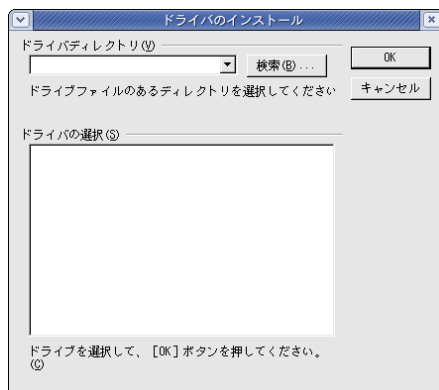 ドライバのインストール
ドライバディレクトリ(V)
検索(B)...
OK
ドライブファイルのあるディレクトリを選択してください
キャンセル
ドライバの選択(S)
ドライブを選択して、[OK]ボタンを押してください。
(C)